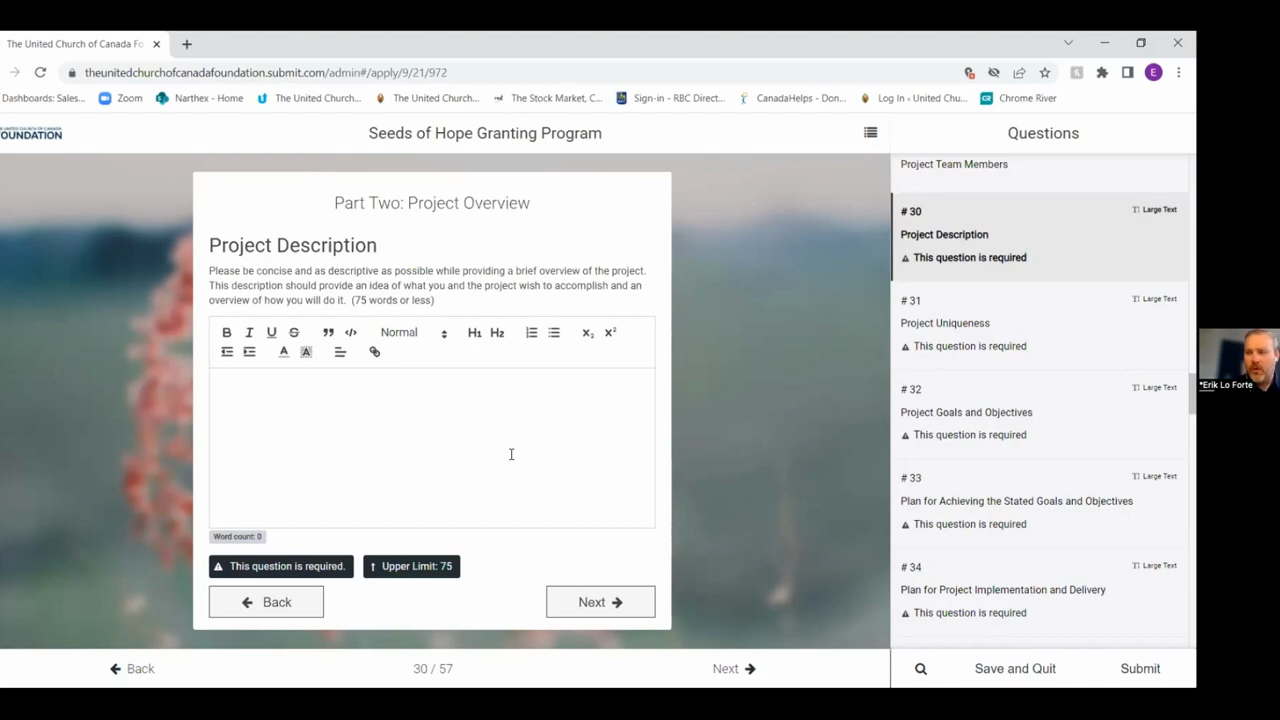 The United Church of Canada Fo
theunitedchurchofcanadafoundation.submit.com/admin#/apply/9/21/972
E
Dashboards: Sales...
Zoom
Narthex - Home
The United Church...
The United Church...
The Stock Market, C...
Sign-in - RBC Direct...
CanadaHelps - Don...
Log In ‹ United Chu...
CR
Chrome River
OUNDATION
Seeds of Hope Granting Program
Part Two: Project Overview
Project Description
Please be concise and as descriptive as possible while providing a brief overview of the project.
This description should provide an idea of what you and the project wish to accomplish and an
overview of how you will do it. (75 words or less)
B I U S Normal H1 H2 X2 X2
A A
Word count: 0
This question is required.
Upper Limit: 75
Back
Next
Back
30 / 57
Next
Questions
Project Team Members
# 30
Large Text
Project Description
This question is required
# 31
Large Text
Project Uniqueness
This question is required
# 32
Large Text
Project Goals and Objectives
This question is required
# 33
Large Text
Plan for Achieving the Stated Goals and Objectives
This question is required
# 34
Large Text
Plan for Project Implementation and Delivery
This question is required
Save and Quit
Submit
*Erik Lo Forte